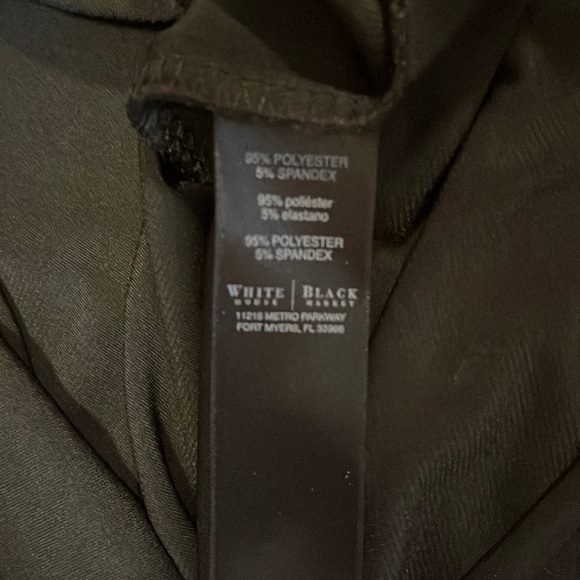 95% POLYESTER
5% SPANDEX
95% poliéster
5% elastano
95% POLYESTER
5% SPANDEX
WHITE | BLACK
HOUSE | MARKET
11215 METRO PARKWAY
FORT MYERS, FL 33966